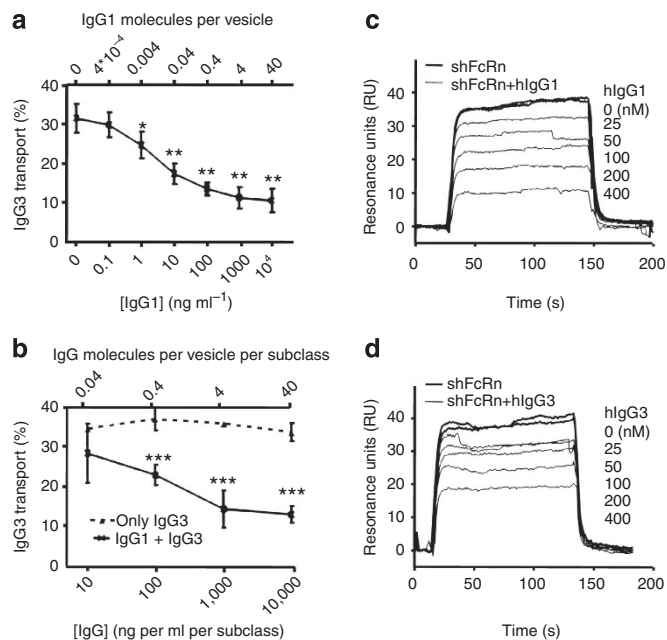 a
IgG1 molecules per vesicle
0 4*10⁻⁴ 0.004 0.04 0.4 4 40
40
30
20
10
0
IgG3 transport (%)
* ** ** ** **
0 0.1 1 10 100 1000 10⁴
[IgG1] (ng ml⁻¹)
b
IgG molecules per vesicle per subclass
0.04 0.4 4 40
40
30
20
10
0
IgG3 transport (%)
*** *** ***
Only IgG3
IgG1 + IgG3
10 100 1,000 10,000
[IgG] (ng per ml per subclass)
c
shFcRn
shFcRn+hIgG1
hIgG1
0 (nM)
25
50
100
200
400
40
30
20
10
0
Resonance units (RU)
0 50 100 150 200
Time (s)
d
shFcRn
shFcRn+hIgG3
hIgG3
0 (nM)
25
50
100
200
400
50
40
30
20
10
0
Resonance units (RU)
0 50 100 150 200
Time (s)